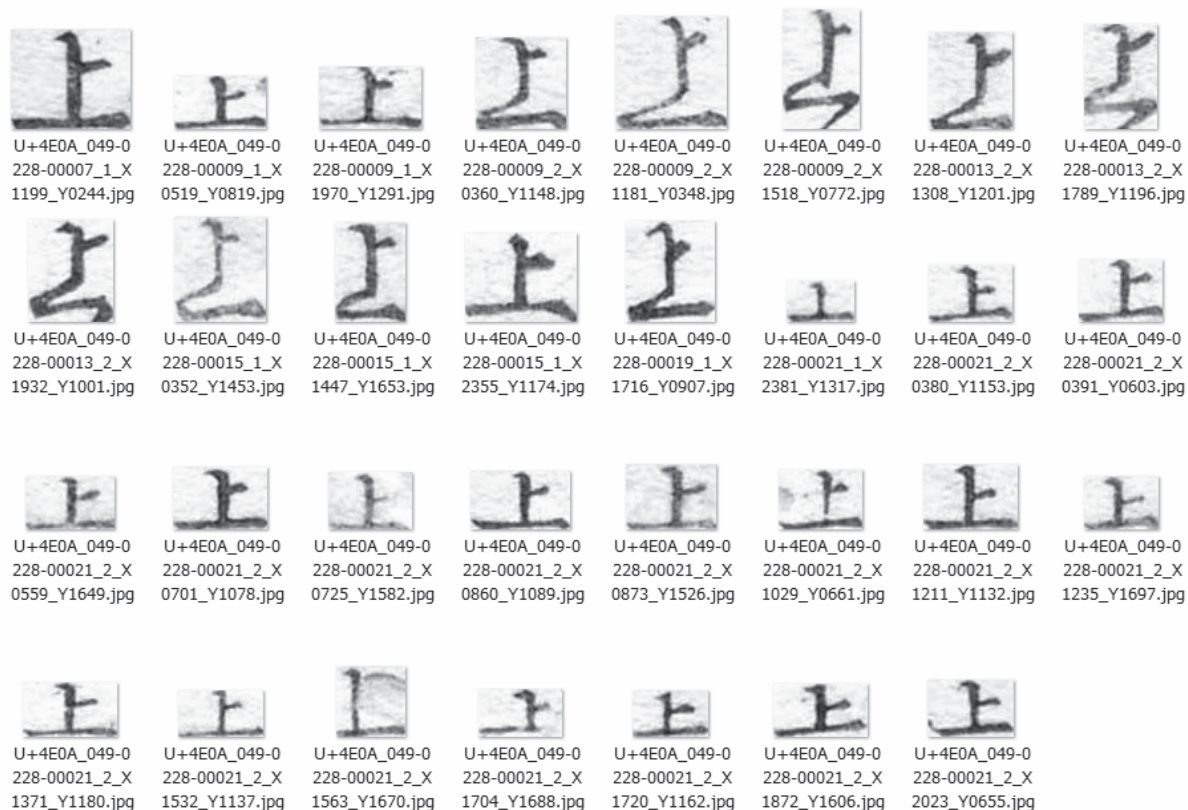 上 上 上 上 上 上 上 上
U+4E0A_049-0 U+4E0A_049-0 U+4E0A_049-0 U+4E0A_049-0 U+4E0A_049-0 U+4E0A_049-0 U+4E0A_049-0 U+4E0A_049-0
228-00007_1_X 228-00009_1_X 228-00009_1_X 228-00009_2_X 228-00009_2_X 228-00009_2_X 228-00013_2_X 228-00013_2_X
1199_Y0244.jpg 0519_Y0819.jpg 1970_Y1291.jpg 0360_Y1148.jpg 1181_Y0348.jpg 1518_Y0772.jpg 1308_Y1201.jpg 1789_Y1196.jpg
上 上 上 上 上 上 上 上
U+4E0A_049-0 U+4E0A_049-0 U+4E0A_049-0 U+4E0A_049-0 U+4E0A_049-0 U+4E0A_049-0 U+4E0A_049-0 U+4E0A_049-0
228-00013_2_X 228-00015_1_X 228-00015_1_X 228-00015_1_X 228-00019_1_X 228-00021_1_X 228-00021_2_X 228-00021_2_X
1932_Y1001.jpg 0352_Y1453.jpg 1447_Y1653.jpg 2355_Y1174.jpg 1716_Y0907.jpg 2381_Y1317.jpg 0380_Y1153.jpg 0391_Y0603.jpg
上 上 上 上 上 上 上 上
U+4E0A_049-0 U+4E0A_049-0 U+4E0A_049-0 U+4E0A_049-0 U+4E0A_049-0 U+4E0A_049-0 U+4E0A_049-0 U+4E0A_049-0
228-00021_2_X 228-00021_2_X 228-00021_2_X 228-00021_2_X 228-00021_2_X 228-00021_2_X 228-00021_2_X 228-00021_2_X
0559_Y1649.jpg 0701_Y1078.jpg 0725_Y1582.jpg 0860_Y1089.jpg 0873_Y1526.jpg 1029_Y0661.jpg 1211_Y1132.jpg 1235_Y1697.jpg
上 上 上 上 上 上 上
U+4E0A_049-0 U+4E0A_049-0 U+4E0A_049-0 U+4E0A_049-0 U+4E0A_049-0 U+4E0A_049-0 U+4E0A_049-0
228-00021_2_X 228-00021_2_X 228-00021_2_X 228-00021_2_X 228-00021_2_X 228-00021_2_X 228-00021_2_X
1371_Y1180.jpg 1532_Y1137.jpg 1563_Y1670.jpg 1704_Y1688.jpg 1720_Y1162.jpg 1872_Y1606.jpg 2023_Y0655.jpg